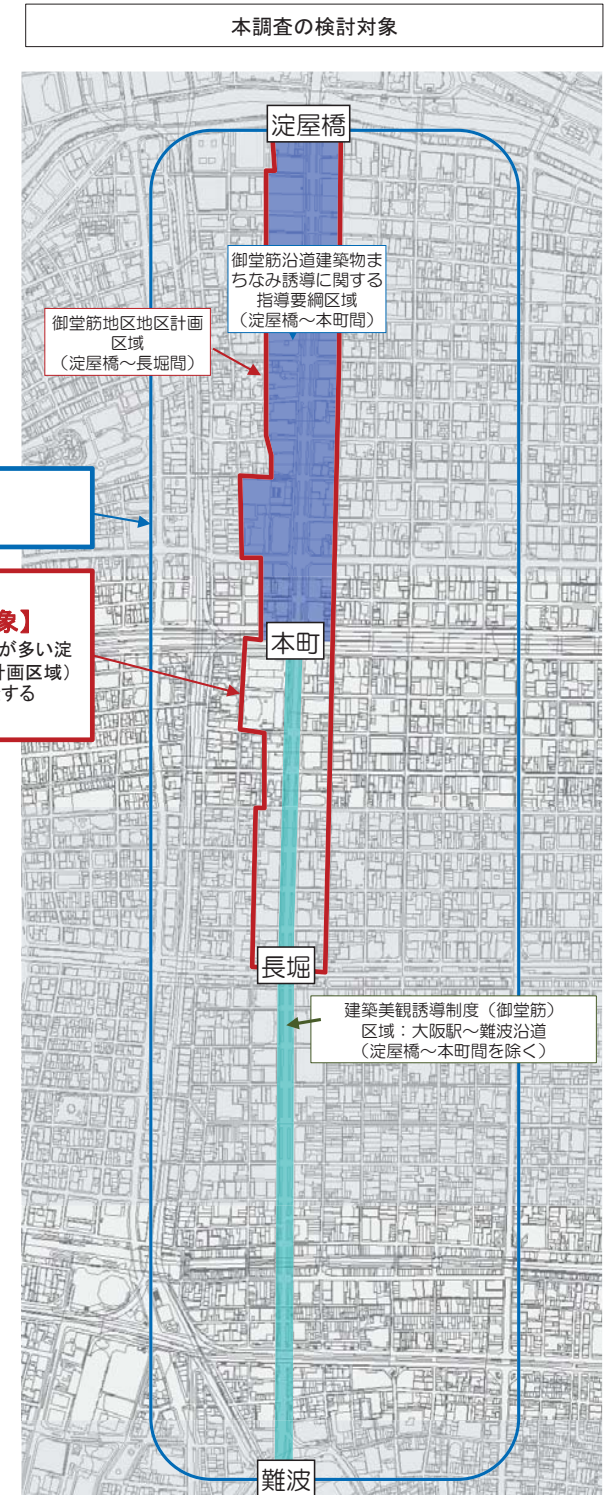 本調査の検討対象
淀屋橋
御堂筋沿道建築物ま
ちなみ誘導に関する
指導要綱区域
（淀屋橋～本町間）
御堂筋地区地区計画
区域
（淀屋橋～長堀間）
象】
が多い淀
計画区域）
する
本町
長堀
建築美観誘導制度（御堂筋）
区域：大阪駅～難波沿道
（淀屋橋～本町間を除く）
難波